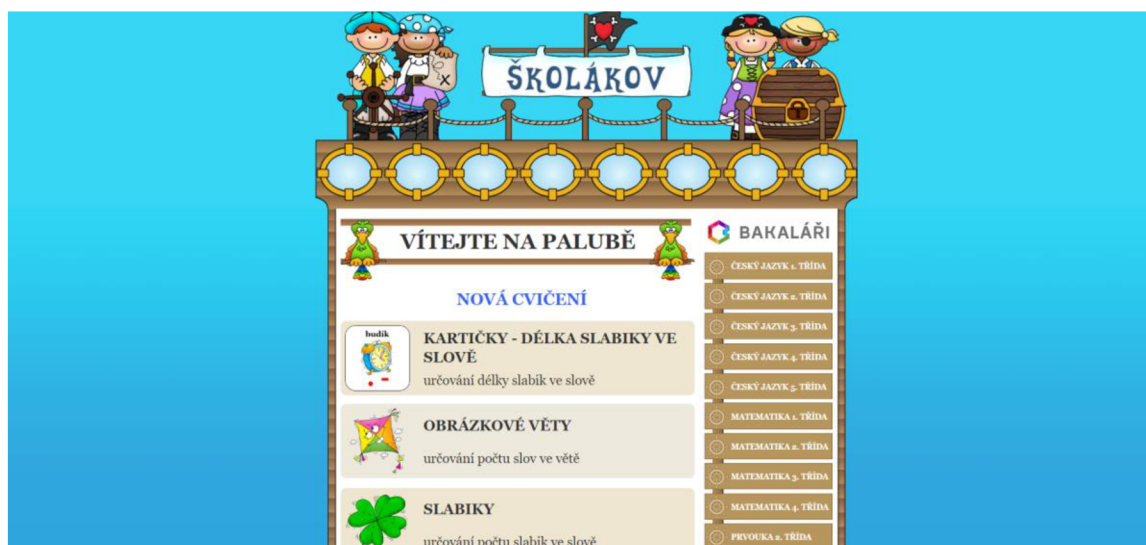 ŠKOLÁKOV
VÍTEJTE NA PALUBĚ
NOVÁ CVIČENÍ
budík
KARTIČKY - DÉLKA SLABIKY VE
SLOVĚ
určování délky slabik ve slově
OBRÁZKOVÉ VĚTY
určování počtu slov ve větě
SLABIKY
určování počtu slabik ve slově
BAKALÁŘI
ČESKÝ JAZYK 1. TŘÍDA
ČESKÝ JAZYK 2. TŘÍDA
ČESKÝ JAZYK 3. TŘÍDA
ČESKÝ JAZYK 4. TŘÍDA
ČESKÝ JAZYK 5. TŘÍDA
MATEMATIKA 1. TŘÍDA
MATEMATIKA 2. TŘÍDA
MATEMATIKA 3. TŘÍDA
MATEMATIKA 4. TŘÍDA
PRVOUKA 2. TŘÍDA